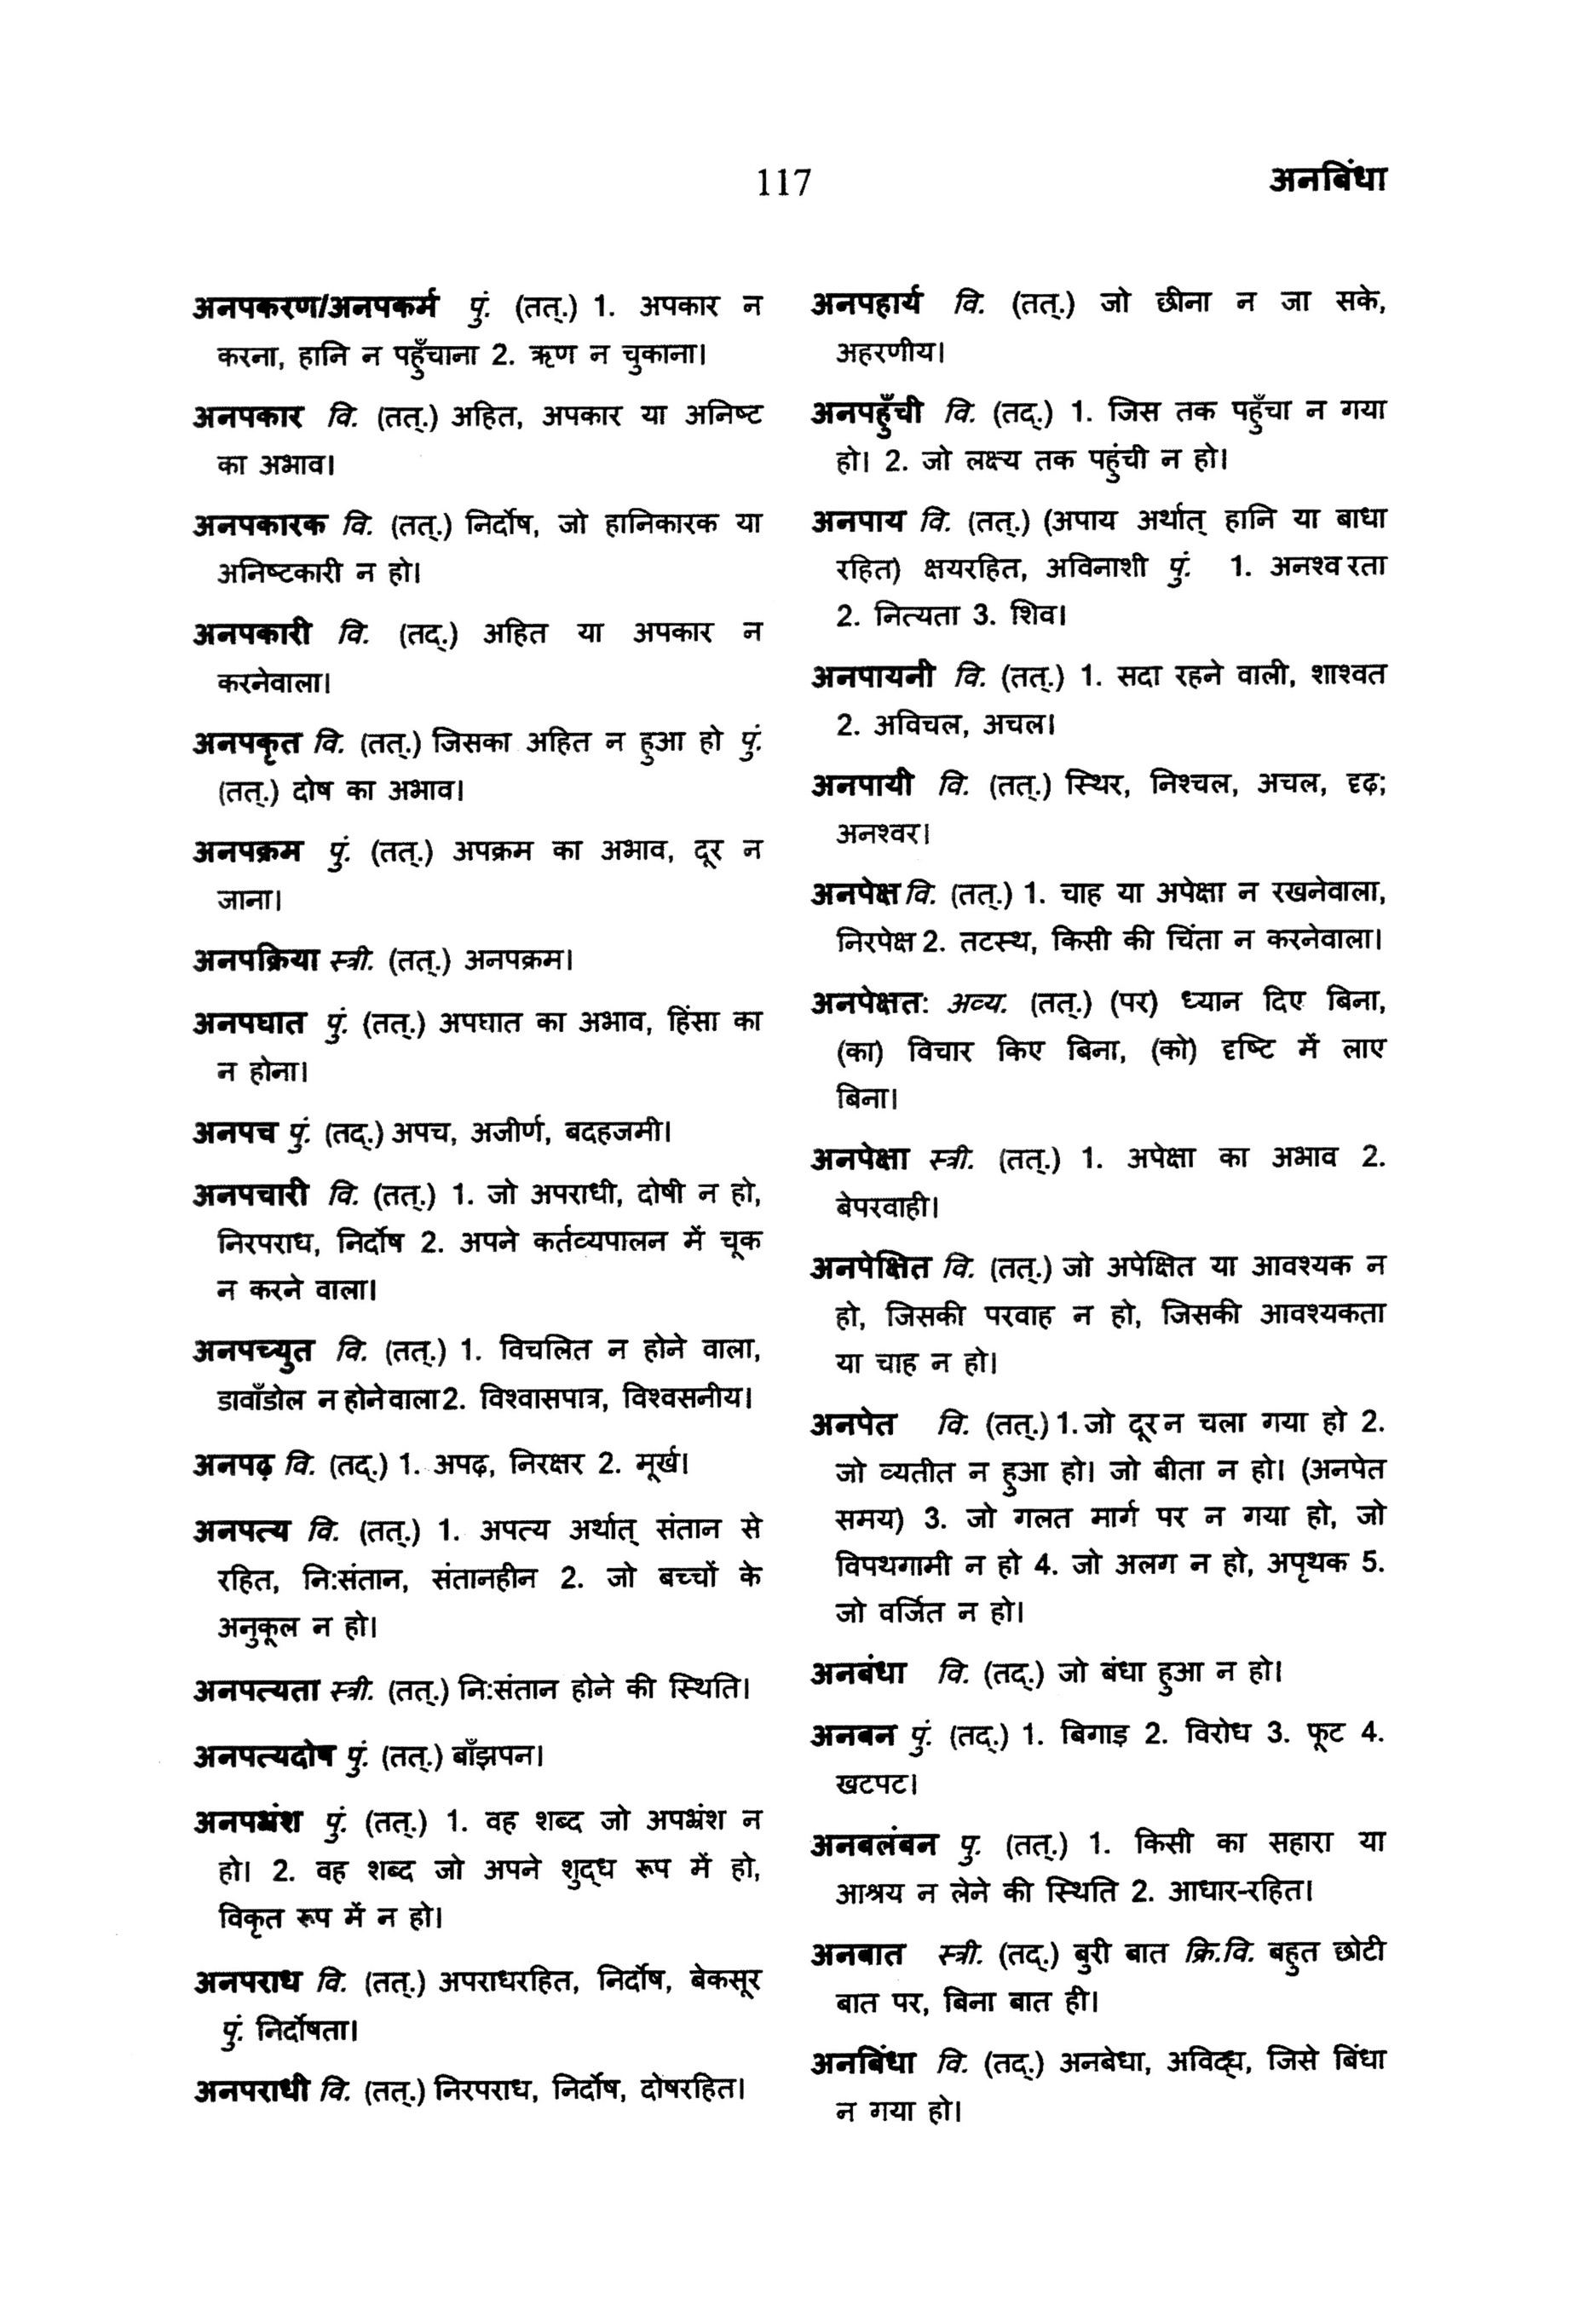 117
अनबिंधा
अनपकरण/अनपकर्म पुं. (तत्.) 1. अपकार न
करना, हानि न पहुँचाना 2. ऋण न चुकाना।
अनपकार वि. (तत्.) अहित, अपकार या अनिष्ट
का अभाव।
अनपकारक वि. (तत्.) निर्दोष, जो हानिकारक या
अनिष्टकारी न हो।
अनपकारी वि. (तद्.) अहित या अपकार न
करनेवाला।
अनपकृत वि. (तत्.) जिसका अहित न हुआ हो पुं.
(तत्.) दोष का अभाव।
अनपक्रम पुं. (तत्.) अपक्रम का अभाव, दूर न
जाना।
अनपक्रिया स्त्री. (तत्.) अनपक्रम।
अनपघात पुं. (तत्.) अपघात का अभाव, हिंसा का
न होना।
अनपच पुं. (तद्.) अपच, अजीर्ण, बदहजमी।
अनपचारी वि. (तत्.) 1. जो अपराधी, दोषी न हो,
निरपराध, निर्दोष 2. अपने कर्तव्यपालन में चूक
न करने वाला।
अनपच्युत वि. (तत्.) 1. विचलित न होने वाला,
डावाँडोल न होनेवाला 2. विश्वासपात्र, विश्वसनीय।
अनपढ़ वि. (तद्.) 1. अपढ़, निरक्षर 2. मूर्ख।
अनपत्य वि. (तत्.) 1. अपत्य अर्थात् संतान से
रहित, नि:संतान, संतानहीन 2. जो बच्चों के
अनुकूल न हो।
अनपत्यता स्त्री. (तत्.) नि:संतान होने की स्थिति।
अनपत्यदोष पुं. (तत्.) बाँझपन।
अनपभ्रंश पुं. (तत्.) 1. वह शब्द जो अपभ्रंश न
हो। 2. वह शब्द जो अपने शुद्ध रूप में हो,
विकृत रूप में न हो।
अनपराध वि. (तत्.) अपराधरहित, निर्दोष, बेकसूर
पुं. निर्दोषता।
अनपराधी वि. (तत्.) निरपराध, निर्दोष, दोषरहित।
अनपहार्य वि. (तत्.) जो छीना न जा सके,
अहरणीय।
अनपहुँची वि. (तद्.) 1. जिस तक पहुँचा न गया
हो। 2. जो लक्ष्य तक पहुंची न हो।
अनपाय वि. (तत्.) (अपाय अर्थात् हानि या बाधा
रहित) क्षयरहित, अविनाशी पुं. 1. अनश्वरता
2. नित्यता 3. शिव।
अनपायनी वि. (तत्.) 1. सदा रहने वाली, शाश्वत
2. अविचल, अचल।
अनपायी वि. (तत्.) स्थिर, निश्चल, अचल, दृढ़;
अनश्वर।
अनपेक्ष वि. (तत्.) 1. चाह या अपेक्षा न रखनेवाला,
निरपेक्ष 2. तटस्थ, किसी की चिंता न करनेवाला।
अनपेक्षत: अव्य. (तत्.) (पर) ध्यान दिए बिना,
(का) विचार किए बिना, (को) दृष्टि में लाए
बिना।
अनपेक्षा स्त्री. (तत्.) 1. अपेक्षा का अभाव 2.
बेपरवाही।
अनपेक्षित वि. (तत्.) जो अपेक्षित या आवश्यक न
हो, जिसकी परवाह न हो, जिसकी आवश्यकता
या चाह न हो।
अनपेत वि. (तत्.) 1. जो दूर न चला गया हो 2.
जो व्यतीत न हुआ हो। जो बीता न हो। (अनपेत
समय) 3. जो गलत मार्ग पर न गया हो, जो
विपथगामी न हो 4. जो अलग न हो, अपृथक 5.
जो वर्जित न हो।
अनबंधा वि. (तद्.) जो बंधा हुआ न हो।
अनबन पुं. (तद्.) 1. बिगाड़ 2. विरोध 3. फूट 4.
खटपट।
अनबलंबन पु. (तत्.) 1. किसी का सहारा या
आश्रय न लेने की स्थिति 2. आधार-रहित।
अनबात स्त्री. (तद्.) बुरी बात क्रि.वि. बहुत छोटी
बात पर, बिना बात ही।
अनबिंधा वि. (तद्.) अनबेधा, अविद्ध, जिसे बिंधा
न गया हो।